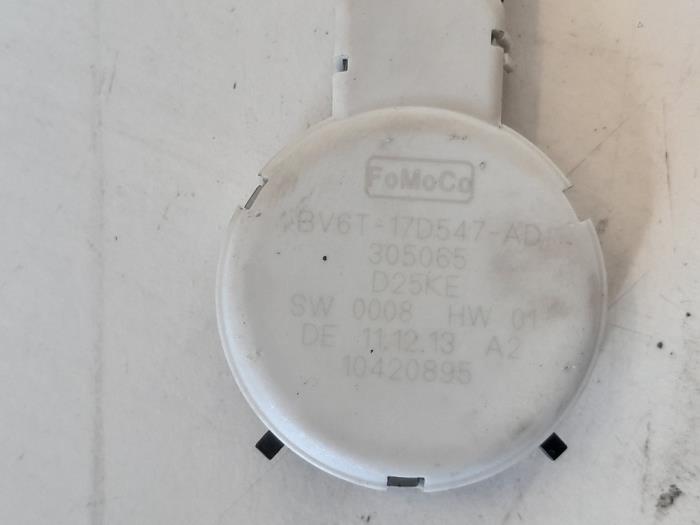 FoMoCo
BV6T-17D547-AD
305065
D25KE
SW 0008 HW 01
DE 11.12.13 A2
10420895